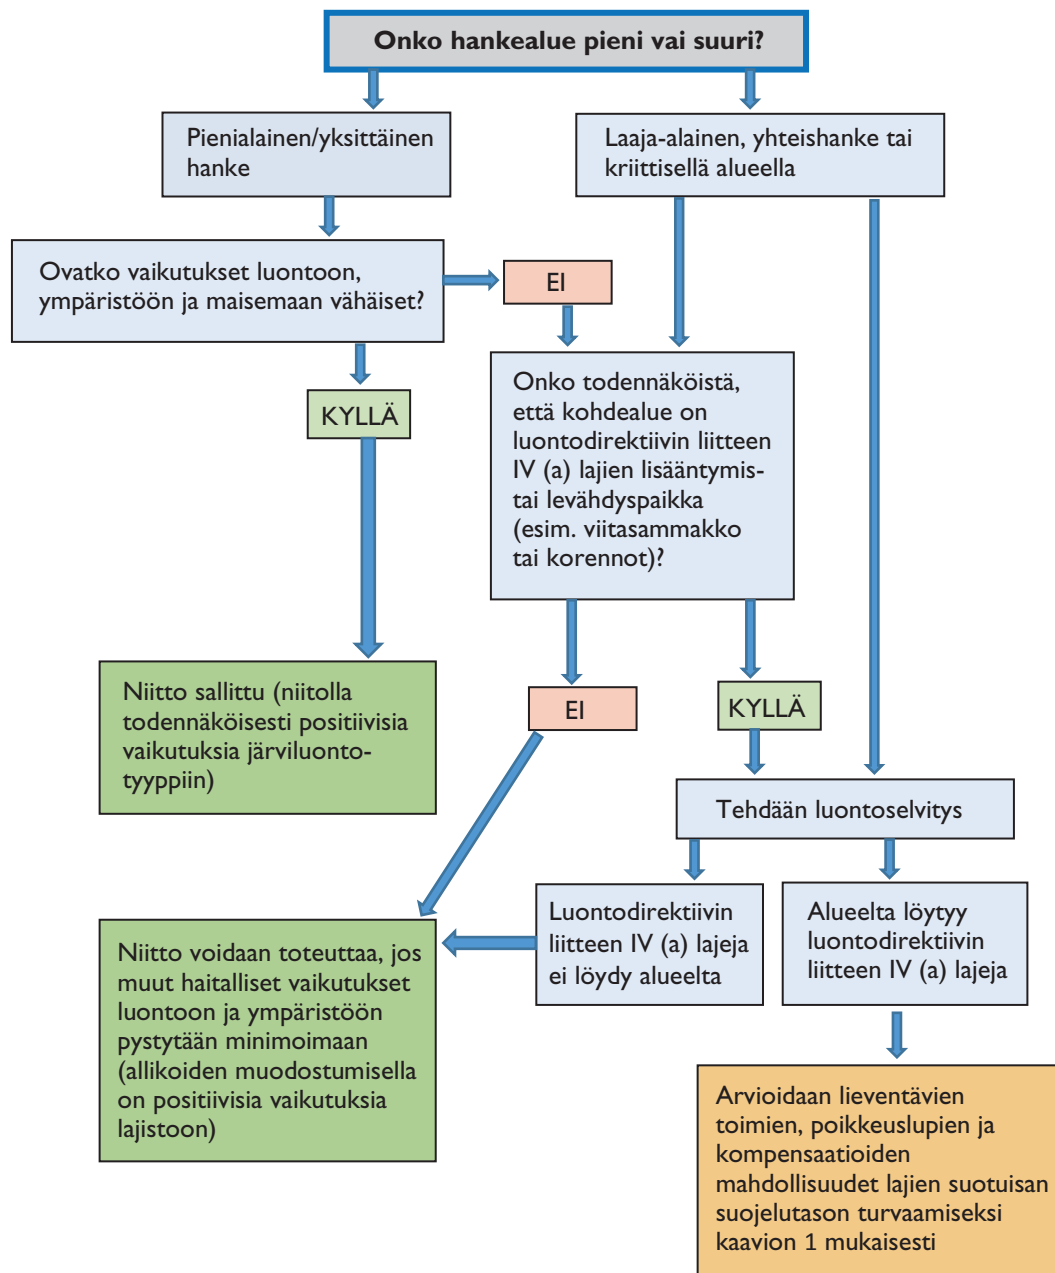 Onko hankealue pieni vai suuri?
Pienialainen/yksittäinen
hanke
Laaja-alainen, yhteishanke tai
kriittisellä alueella
Ovatko vaikutukset luontoon,
ympäristöön ja maisemaan vähäiset?
EI
KYLLÄ
Onko todennäköistä,
että kohdealue on
luontodirektiivin liitteen
IV (a) lajien lisääntymis-
tai levähdyspaikka
(esim. viitasammakko
tai korennot)?
Niitto sallittu (niitolla
todennäköisesti positiivisia
vaikutuksia järviluonto-
tyyppiin)
EI
KYLLÄ
Tehdään luontoselvitys
Luontodirektiivin
liitteen IV (a) lajeja
ei löydy alueelta
Alueelta löytyy
luontodirektiivin
liitteen IV (a) lajeja
Niitto voidaan toteuttaa, jos
muut haitalliset vaikutukset
luontoon ja ympäristöön
pystytään minimoimaan
(allikoiden muodostumisella
on positiivisia vaikutuksia
lajistoon)
Arvioidaan lieventävien
toimien, poikkeuslupien ja
kompensaatioiden
mahdollisuudet lajien suotuisan
suojelutason turvaamiseksi
kaavion 1 mukaisesti